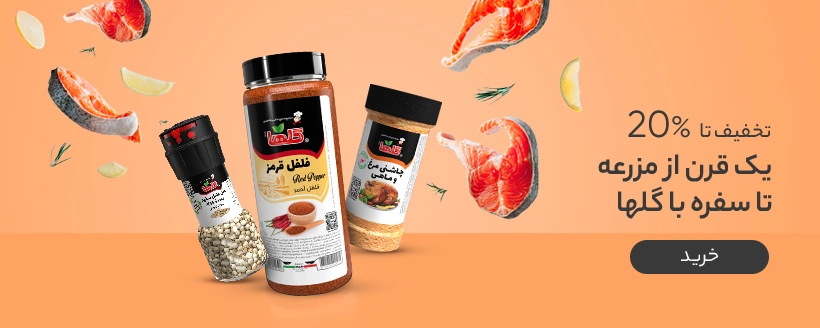 تخفیف تا %20
یک قرن از مزرعه
تا سفره با گلها
خرید
گلها
فلفل قرمز
Red Pepper
فلفل احمر
گلها
چاشنی مرغ
و ماهی
گلها